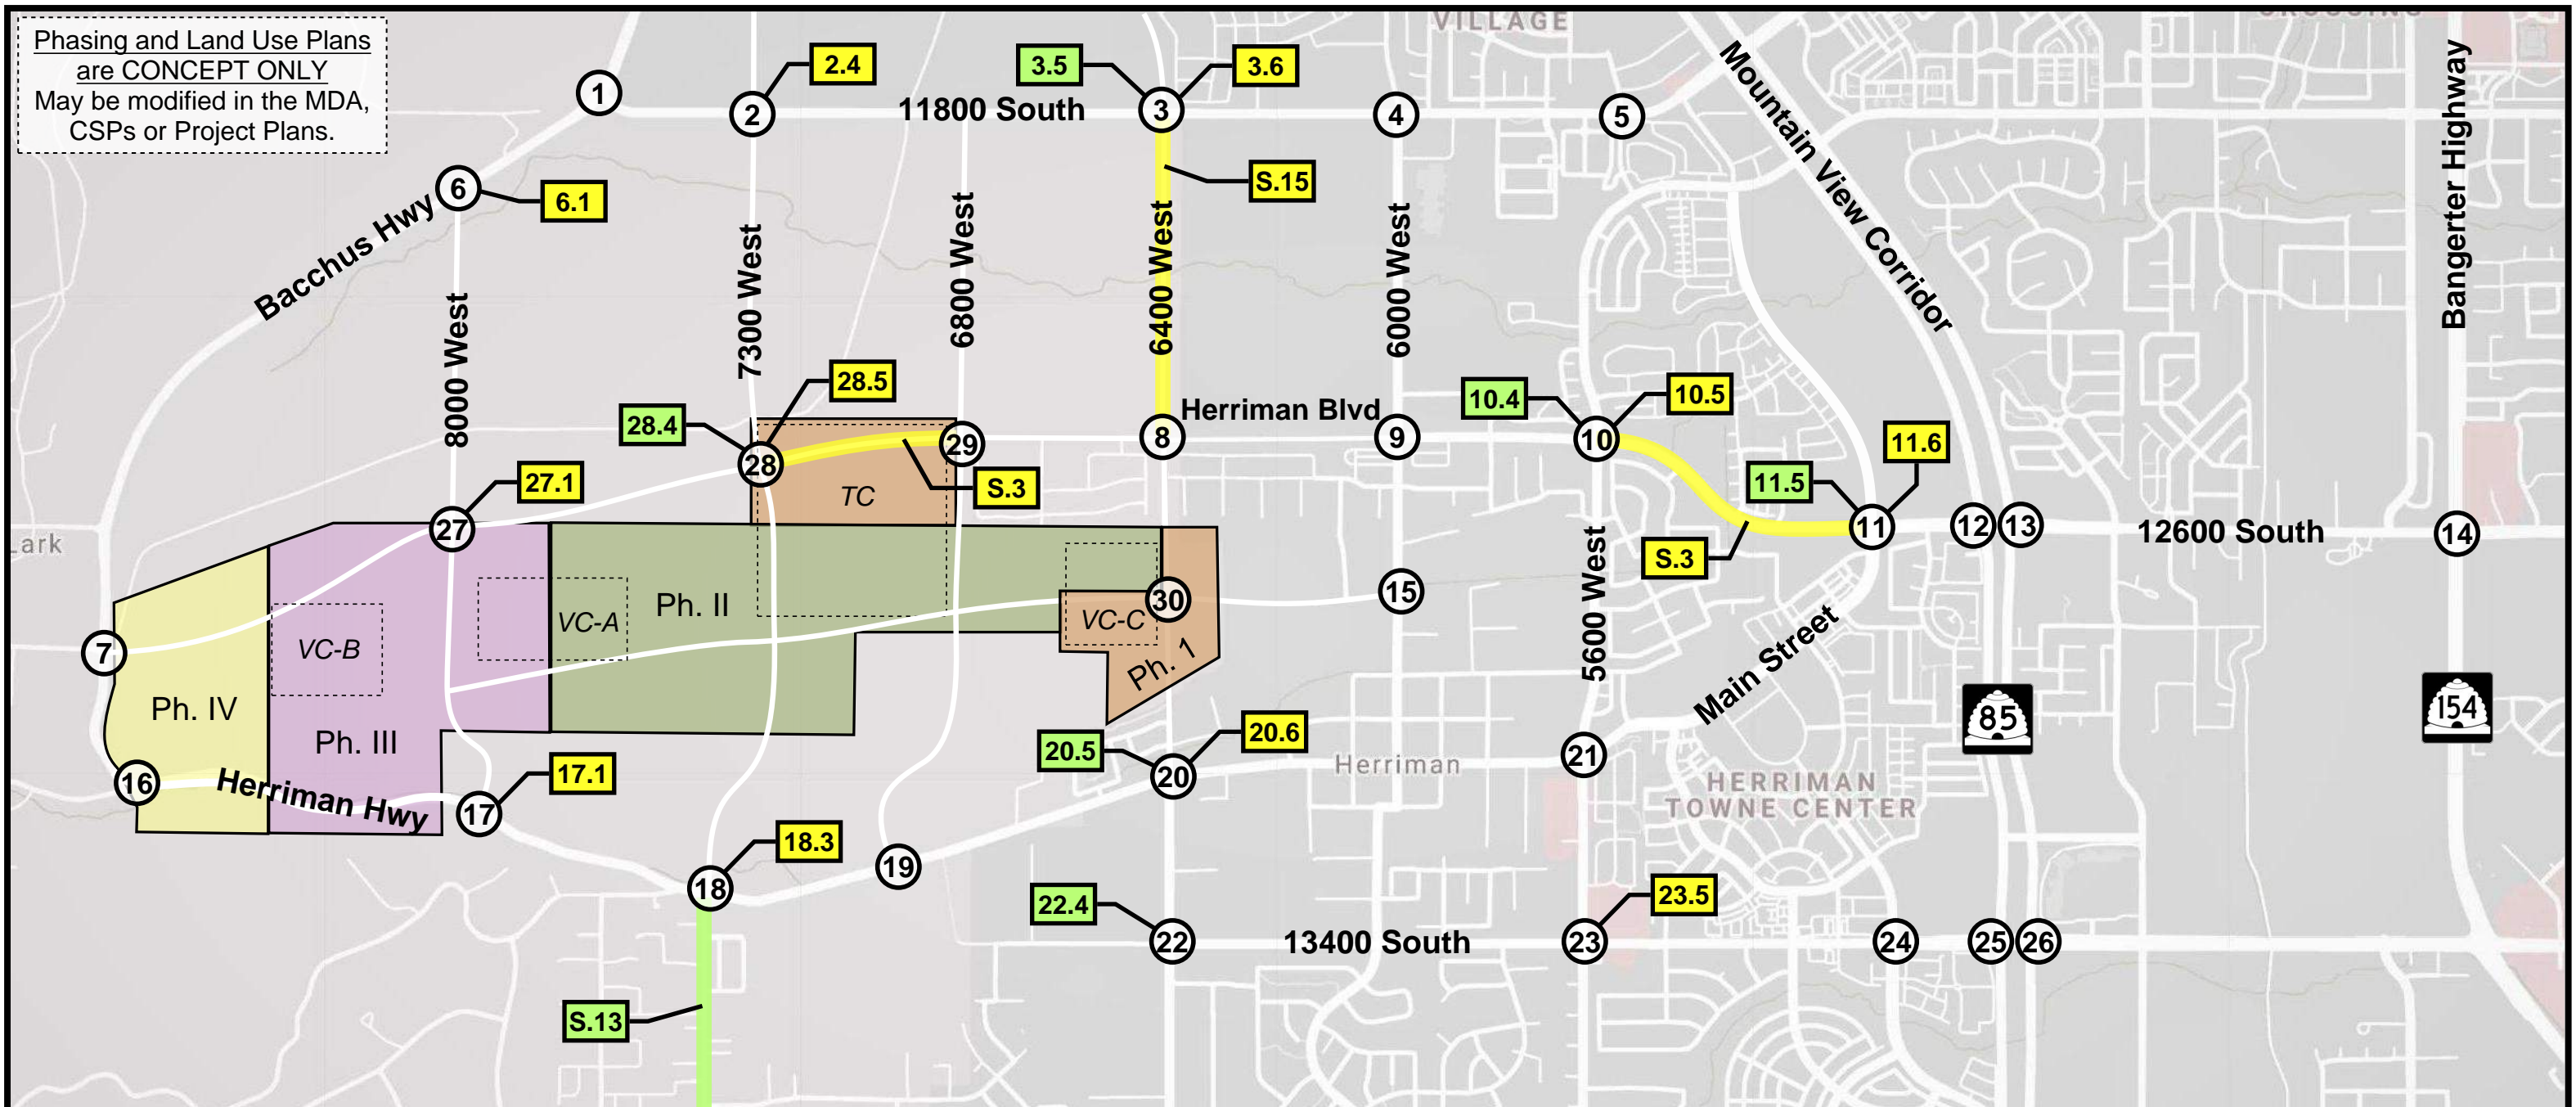 VILLAGE
CROSSING
Phasing and Land Use Plans
are CONCEPT ONLY
May be modified in the MDA,
CSPs or Project Plans.
1
2
2.4
11800 South
3.5
3
3.6
4
5
Mountain View Corridor
Bangerter Highway
6
6.1
S.15
Bacchus Hwy
8000 West
7300 West
6800 West
6400 West
6000 West
28.4
28.5
28
29
TC
S.3
8
Herriman Blvd
9
10.4
10
10.5
11.5
11.6
11
S.3
12
13
12600 South
14
Lark
27.1
27
7
VC-B
VC-A
Ph. II
VC-C
30
Ph. 1
15
5600 West
Main Street
85
154
Ph. IV
Ph. III
16
Herriman Hwy
17
17.1
20.5
20
20.6
Herriman
21
HERRIMAN
TOWNE CENTER
18
18.3
19
22.4
22
13400 South
23
23.5
24
25
26
S.13